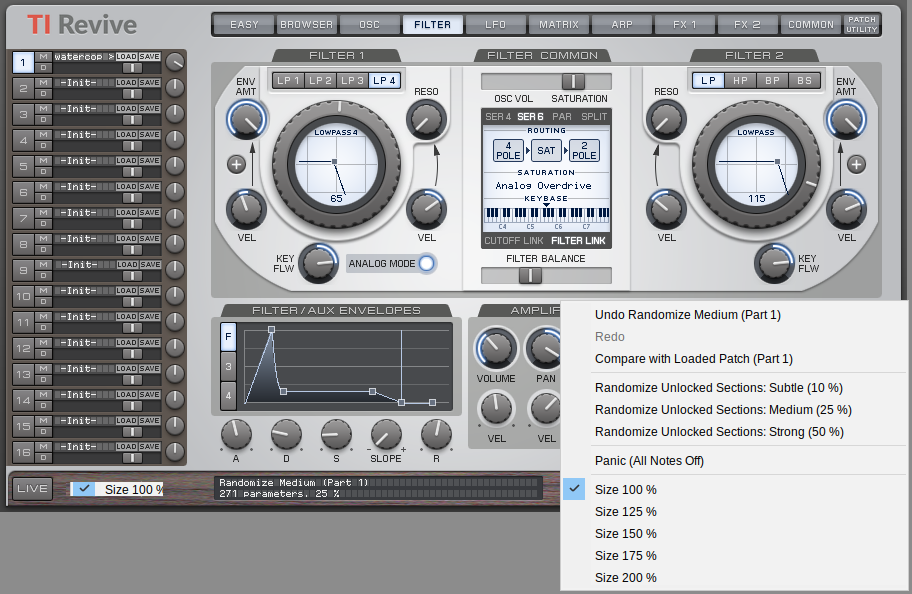 TI Revive
EASY BROWSER OSC FILTER LFO MATRIX ARP FX 1 FX 2 COMMON PATCH UTILITY
1 M D watercop > LOAD SAVE
2 M D -Init- LOAD SAVE
3 M D -Init- LOAD SAVE
4 M D -Init- LOAD SAVE
5 M D -Init- LOAD SAVE
6 M D -Init- LOAD SAVE
7 M D -Init- LOAD SAVE
8 M D -Init- LOAD SAVE
9 M D -Init- LOAD SAVE
10 M D -Init- LOAD SAVE
11 M D -Init- LOAD SAVE
12 M D -Init- LOAD SAVE
13 M D -Init- LOAD SAVE
14 M D -Init- LOAD SAVE
15 M D -Init- LOAD SAVE
16 M D -Init- LOAD SAVE
FILTER 1
LP 1 LP 2 LP 3 LP 4
ENV AMT
RESO
LOWPASS 4
65
VEL
VEL
KEY FLW
ANALOG MODE
FILTER COMMON
OSC VOL SATURATION
SER 4 SER 6 PAR SPLIT
ROUTING
4 POLE SAT 2 POLE
SATURATION
Analog Overdrive
KEYBASE
C4 C5 C6 C7
CUTOFF LINK FILTER LINK
FILTER BALANCE
FILTER 2
LP HP BP BS
RESO
ENV AMT
LOWPASS
115
VEL
VEL
KEY FLW
FILTER/AUX ENVELOPES
F
3
4
A D S - SLOPE + R
AMPLIF
VOLUME PAN
VEL VEL
Undo Randomize Medium (Part 1)
Redo
Compare with Loaded Patch (Part 1)
Randomize Unlocked Sections: Subtle (10 %)
Randomize Unlocked Sections: Medium (25 %)
Randomize Unlocked Sections: Strong (50 %)
Panic (All Notes Off)
Size 100 %
Size 125 %
Size 150 %
Size 175 %
Size 200 %
LIVE
Size 100 %
Randomize Medium (Part 1)
271 parameters. 25 %